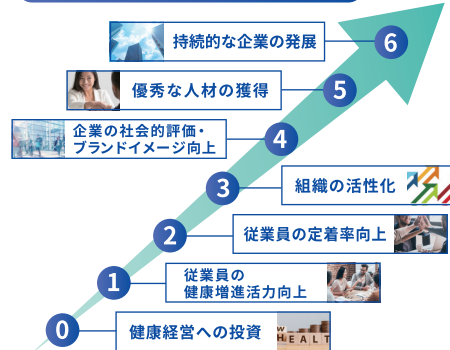 持続的な企業の発展
6
優秀な人材の獲得
5
企業の社会的評価・
ブランドイメージ向上
4
3
組織の活性化
2
従業員の定着率向上
1
従業員の
健康増進活力向上
0
健康経営への投資
HEALT